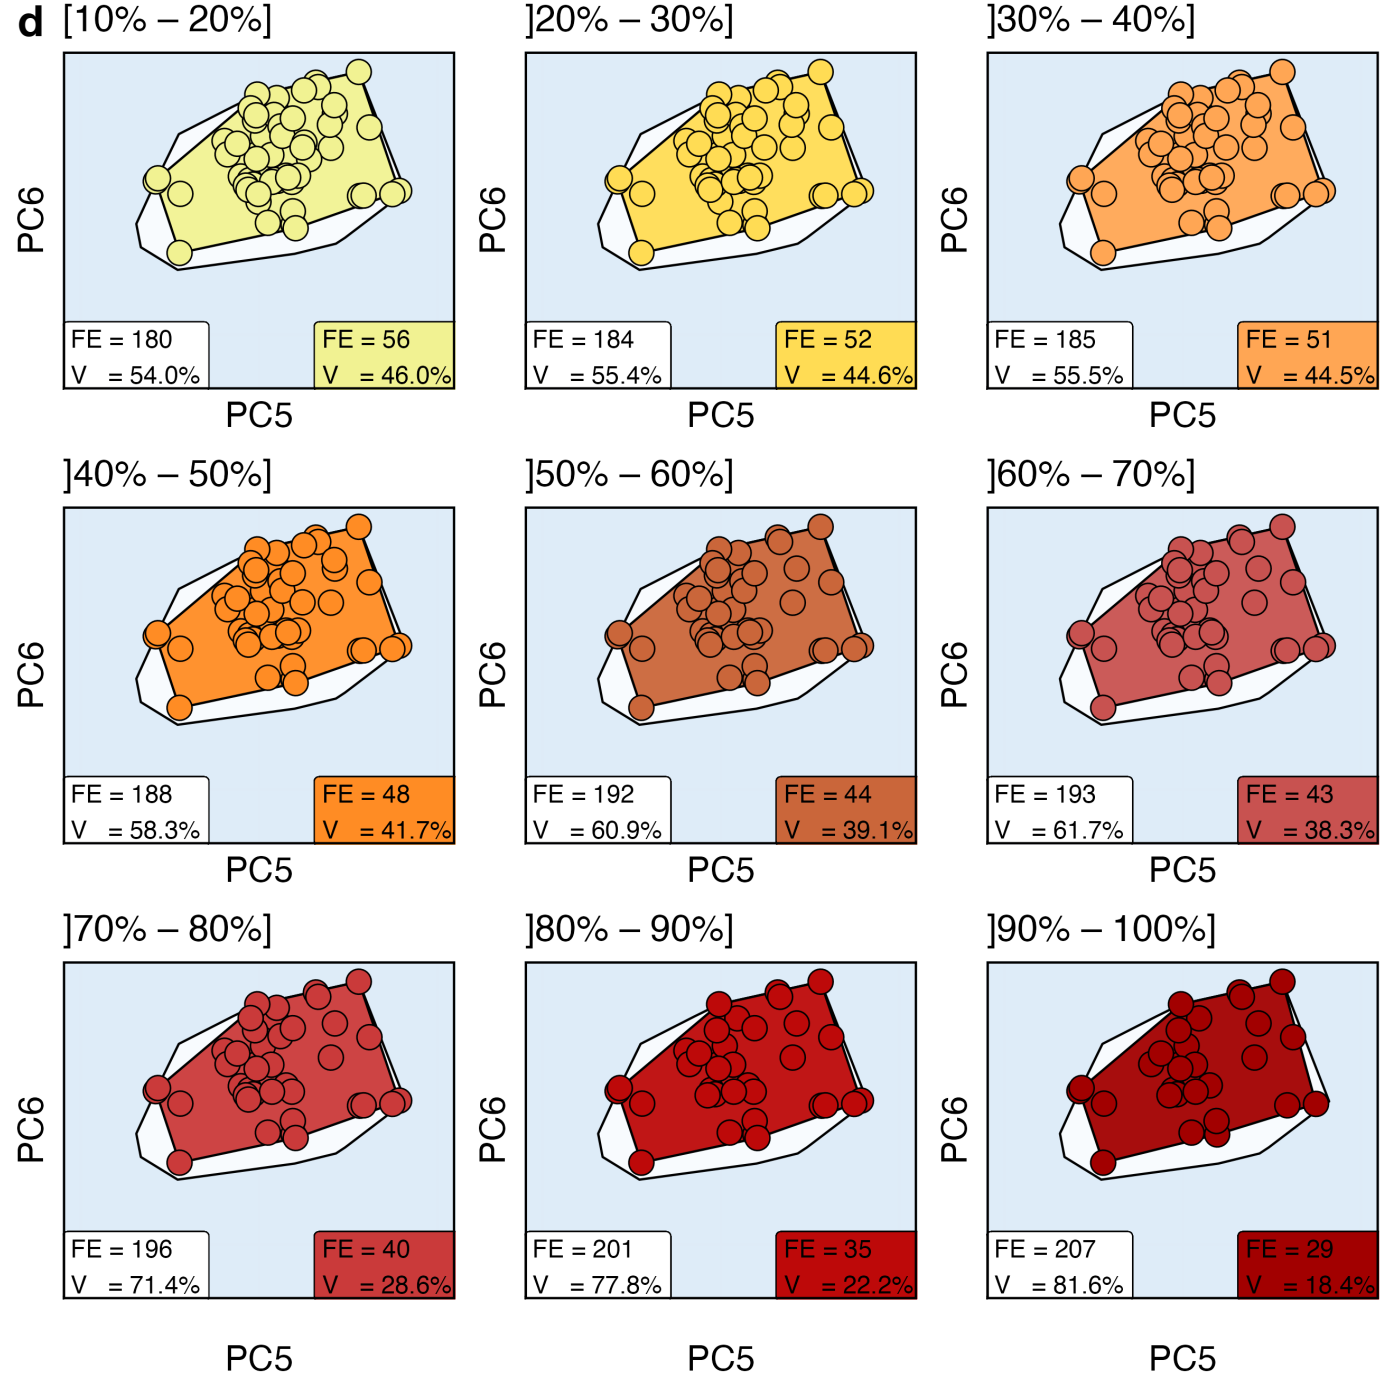 d
[10% – 20%]
]20% – 30%]
]30% – 40%]
PC6
FE = 180
V = 54.0%
FE = 56
V = 46.0%
PC5
PC6
FE = 184
V = 55.4%
FE = 52
V = 44.6%
PC5
PC6
FE = 185
V = 55.5%
FE = 51
V = 44.5%
PC5
]40% – 50%]
]50% – 60%]
]60% – 70%]
PC6
FE = 188
V = 58.3%
FE = 48
V = 41.7%
PC5
PC6
FE = 192
V = 60.9%
FE = 44
V = 39.1%
PC5
PC6
FE = 193
V = 61.7%
FE = 43
V = 38.3%
PC5
]70% – 80%]
]80% – 90%]
]90% – 100%]
PC6
FE = 196
V = 71.4%
FE = 40
V = 28.6%
PC5
PC6
FE = 201
V = 77.8%
FE = 35
V = 22.2%
PC5
PC6
FE = 207
V = 81.6%
FE = 29
V = 18.4%
PC5